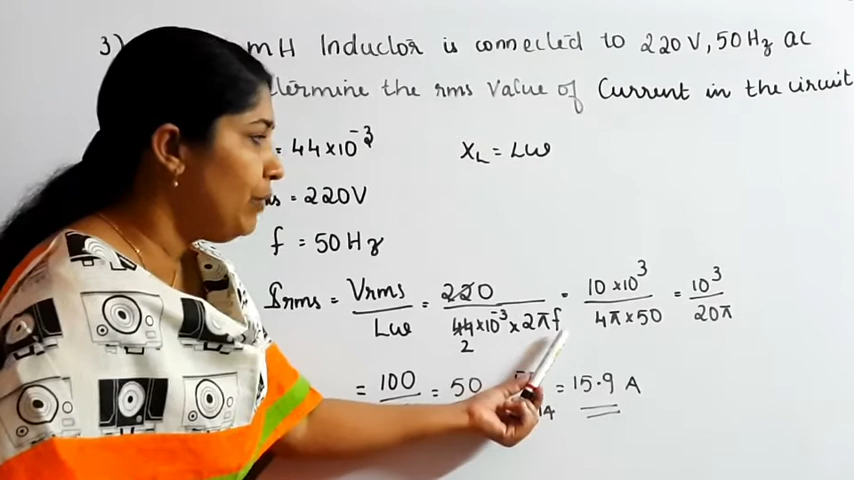 3) mH Inductor is connected to 220V, 50Hz ac
determine the rms value of Current in the circuit
= 44×10⁻³ X_L = Lω
= 220V
f = 50Hz
Irms = Vrms/Lω = 220/(44×10⁻³×2πf) = 10×10³/(4π×50) = 10³/(20π)
2
= 100 = 50 = 15.9 A